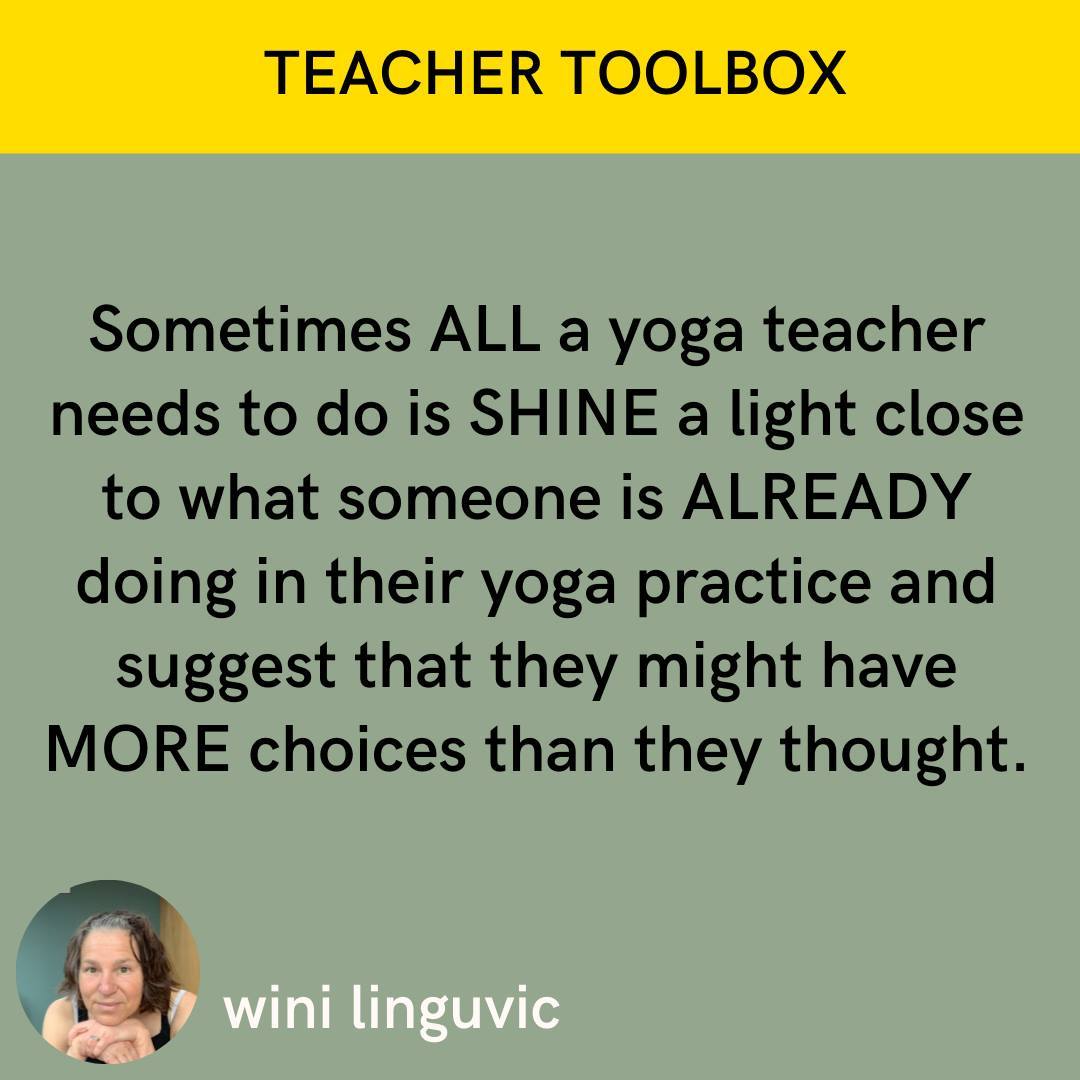 TEACHER TOOLBOX
Sometimes ALL a yoga teacher
needs to do is SHINE a light close
to what someone is ALREADY
doing in their yoga practice and
suggest that they might have
MORE choices than they thought.
wini linguvic